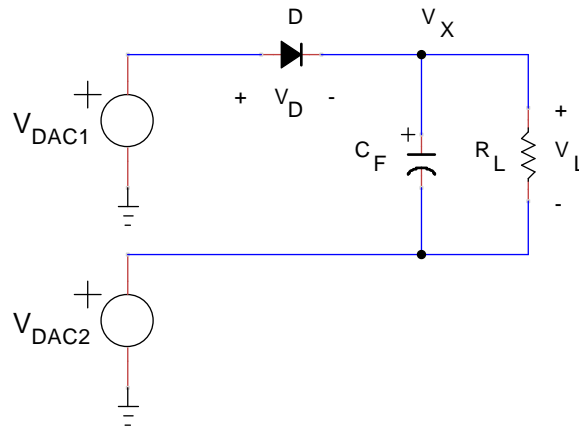 D
V_X
+ V_D -
+
V_DAC1
+
C_F
R_L
+
V_L
-
+
V_DAC2